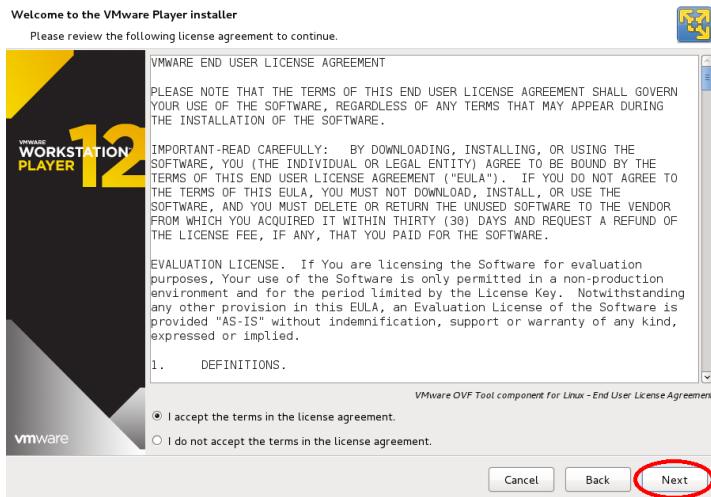 Welcome to the VMware Player installer
Please review the following license agreement to continue.
VMWARE
WORKSTATION
PLAYER
12
vmware
VMWARE END USER LICENSE AGREEMENT
PLEASE NOTE THAT THE TERMS OF THIS END USER LICENSE AGREEMENT SHALL GOVERN
YOUR USE OF THE SOFTWARE, REGARDLESS OF ANY TERMS THAT MAY APPEAR DURING
THE INSTALLATION OF THE SOFTWARE.
IMPORTANT-READ CAREFULLY:   BY DOWNLOADING, INSTALLING, OR USING THE
SOFTWARE, YOU (THE INDIVIDUAL OR LEGAL ENTITY) AGREE TO BE BOUND BY THE
TERMS OF THIS END USER LICENSE AGREEMENT ("EULA").  IF YOU DO NOT AGREE TO
THE TERMS OF THIS EULA, YOU MUST NOT DOWNLOAD, INSTALL, OR USE THE
SOFTWARE, AND YOU MUST DELETE OR RETURN THE UNUSED SOFTWARE TO THE VENDOR
FROM WHICH YOU ACQUIRED IT WITHIN THIRTY (30) DAYS AND REQUEST A REFUND OF
THE LICENSE FEE, IF ANY, THAT YOU PAID FOR THE SOFTWARE.
EVALUATION LICENSE.  If You are licensing the Software for evaluation
purposes, Your use of the Software is only permitted in a non-production
environment and for the period limited by the License Key.  Notwithstanding
any other provision in this EULA, an Evaluation License of the Software is
provided "AS-IS" without indemnification, support or warranty of any kind,
expressed or implied.
1.    DEFINITIONS.
VMware OVF Tool component for Linux - End User License Agreement
I accept the terms in the license agreement.
I do not accept the terms in the license agreement.
Cancel Back Next